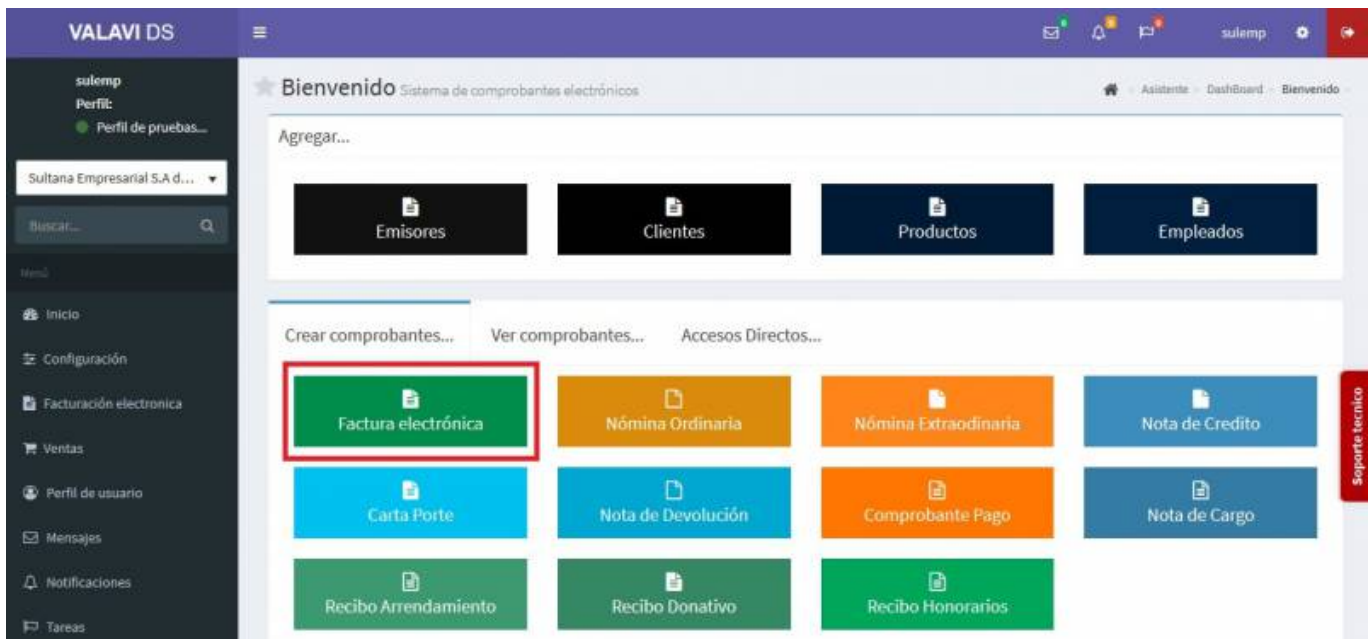 VALAVI DS
sulemp
sulemp
Perfil:
Perfil de pruebas...
Sultana Empresarial S.A d...
Buscar...
Menú
Inicio
Configuración
Facturación electronica
Ventas
Perfil de usuario
Mensajes
Notificaciones
Tareas
Bienvenido Sistema de comprobantes electrónicos
Asistente DashBoard Bienvenido
Agregar...
Emisores
Clientes
Productos
Empleados
Crear comprobantes...
Ver comprobantes...
Accesos Directos...
Factura electrónica
Nómina Ordinaria
Nómina Extraodinaria
Nota de Credito
Carta Porte
Nota de Devolución
Comprobante Pago
Nota de Cargo
Recibo Arrendamiento
Recibo Donativo
Recibo Honorarios
Soporte tecnico